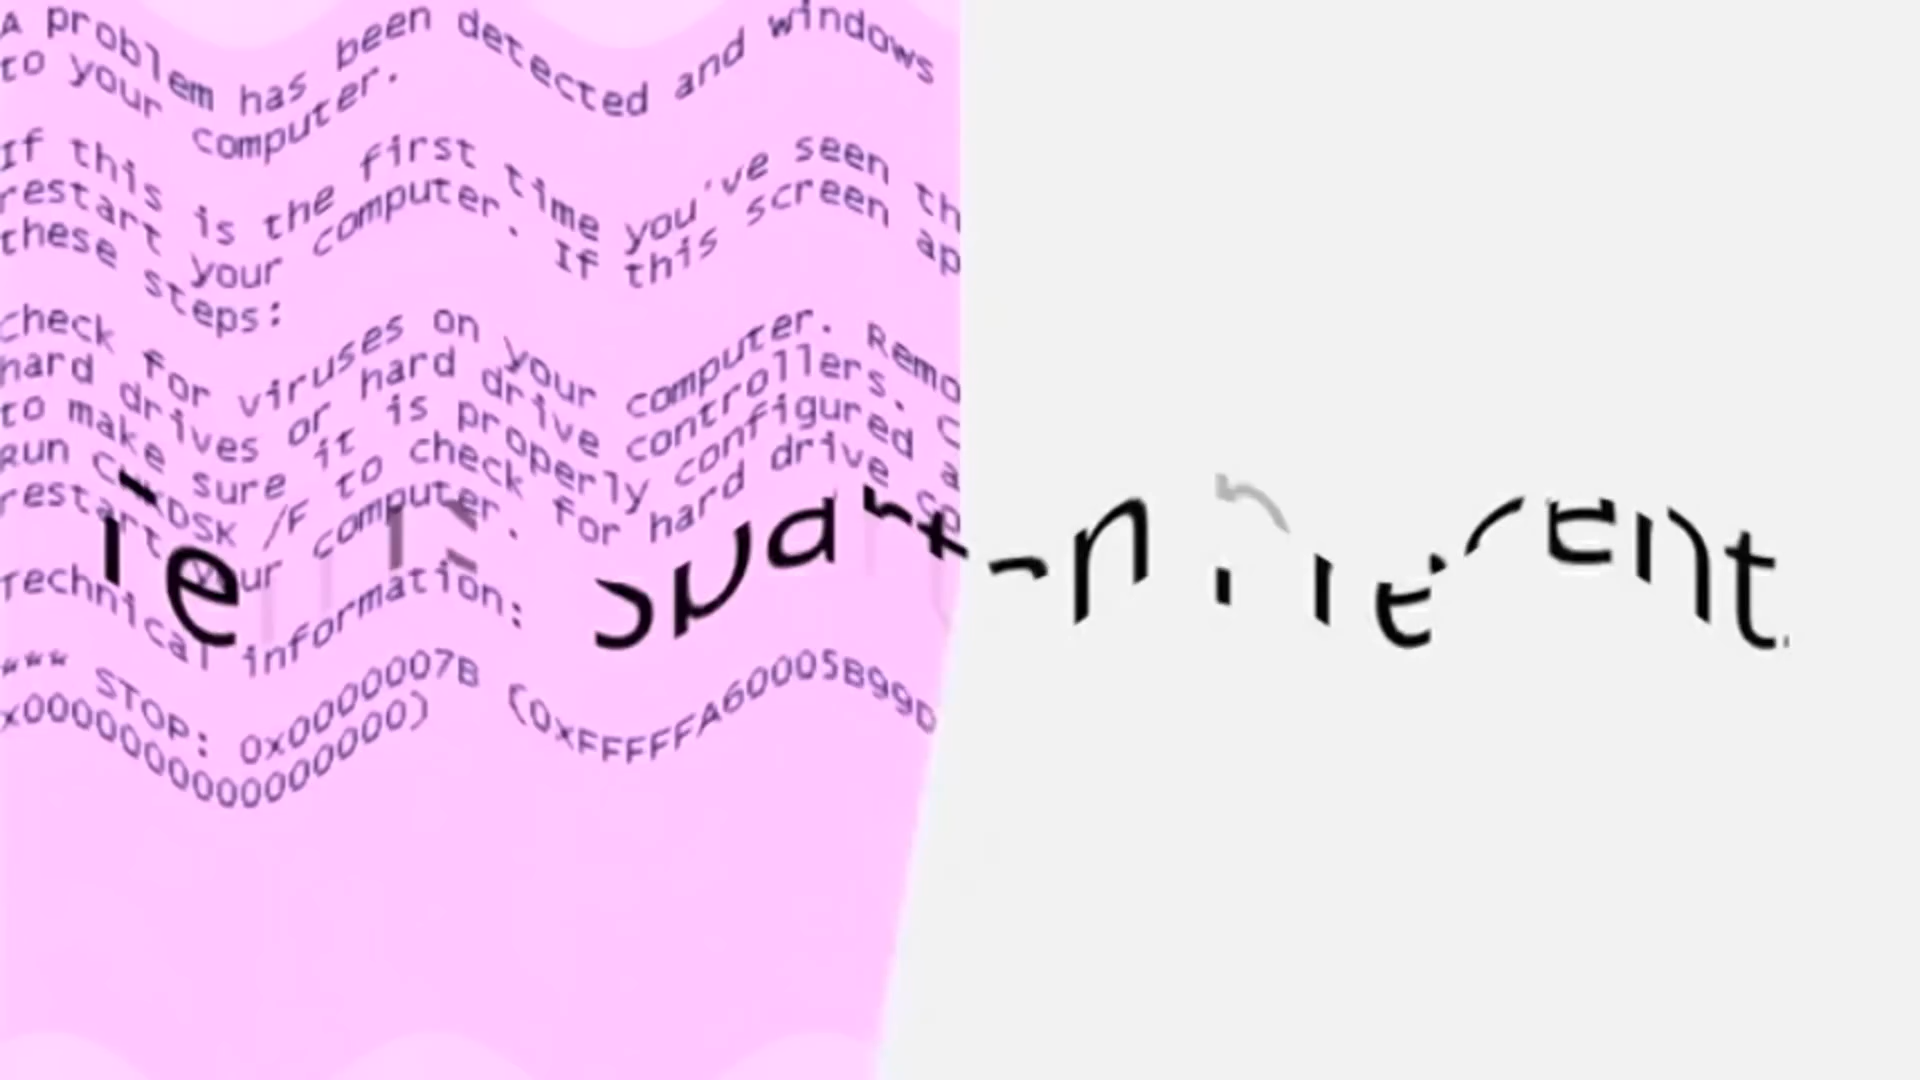 A problem has been detected and windows
to your computer.
If this is the first time you've seen th
restart your computer. If this screen ap
these steps:
Check for viruses on your computer. Remo
hard drives or hard drive controllers. C
to make sure it is properly configured a
Run CHKDSK /F to check for hard drive co
restart your computer.
Technical information:
*** STOP: 0x0000007B (0xFFFFFA60005B99D